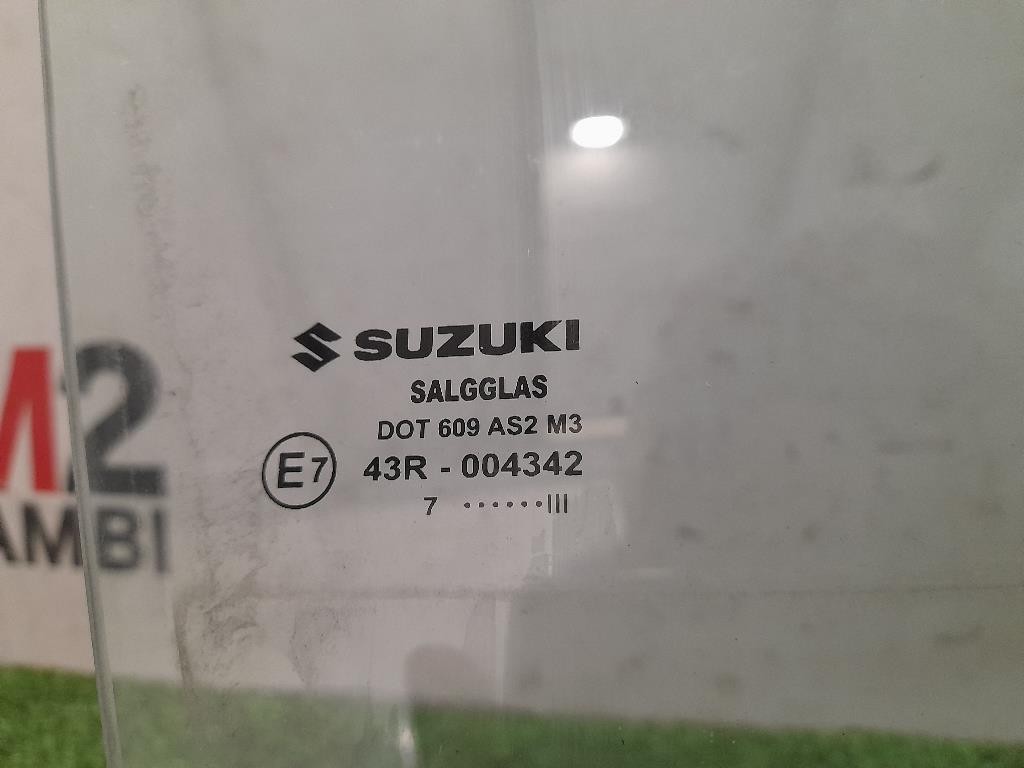 SUZUKI
SALGGLAS
DOT 609 AS2 M3
E7 43R - 004342
7 ......III
M2
AMBI